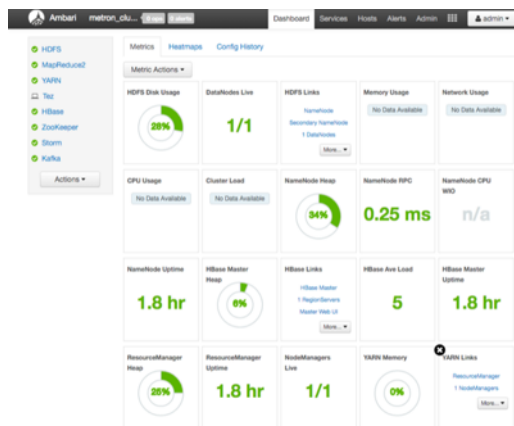 Ambari metron_clu... 0 ops 0 alerts Dashboard Services Hosts Alerts Admin admin
HDFS
MapReduce2
YARN
Tez
HBase
ZooKeeper
Storm
Kafka
Actions
Metrics Heatmaps Config History
Metric Actions
HDFS Disk Usage
28%
DataNodes Live
1/1
HDFS Links
NameNode
Secondary NameNode
1 DataNodes
More...
Memory Usage
No Data Available
Network Usage
No Data Available
CPU Usage
No Data Available
Cluster Load
No Data Available
NameNode Heap
34%
NameNode RPC
0.25 ms
NameNode CPU
WIO
n/a
NameNode Uptime
1.8 hr
HBase Master
Heap
6%
HBase Links
HBase Master
1 RegionServers
Master Web UI
More...
HBase Ave Load
5
HBase Master
Uptime
1.8 hr
ResourceManager
Heap
25%
ResourceManager
Uptime
1.8 hr
NodeManagers
Live
1/1
YARN Memory
0%
YARN Links
ResourceManager
1 NodeManagers
More...